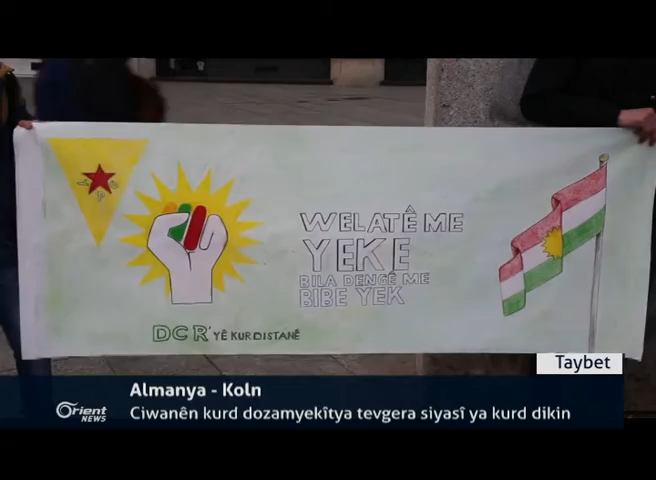 YPG
WELATÊ ME
YEKE
BILA DENGÊ ME
BIBE YEK
DCR'YÊ KURDISTANÊ
Taybet
Almanya - Koln
Orient
NEWS
Ciwanên kurd dozamyekîtya tevgera siyasî ya kurd dikin